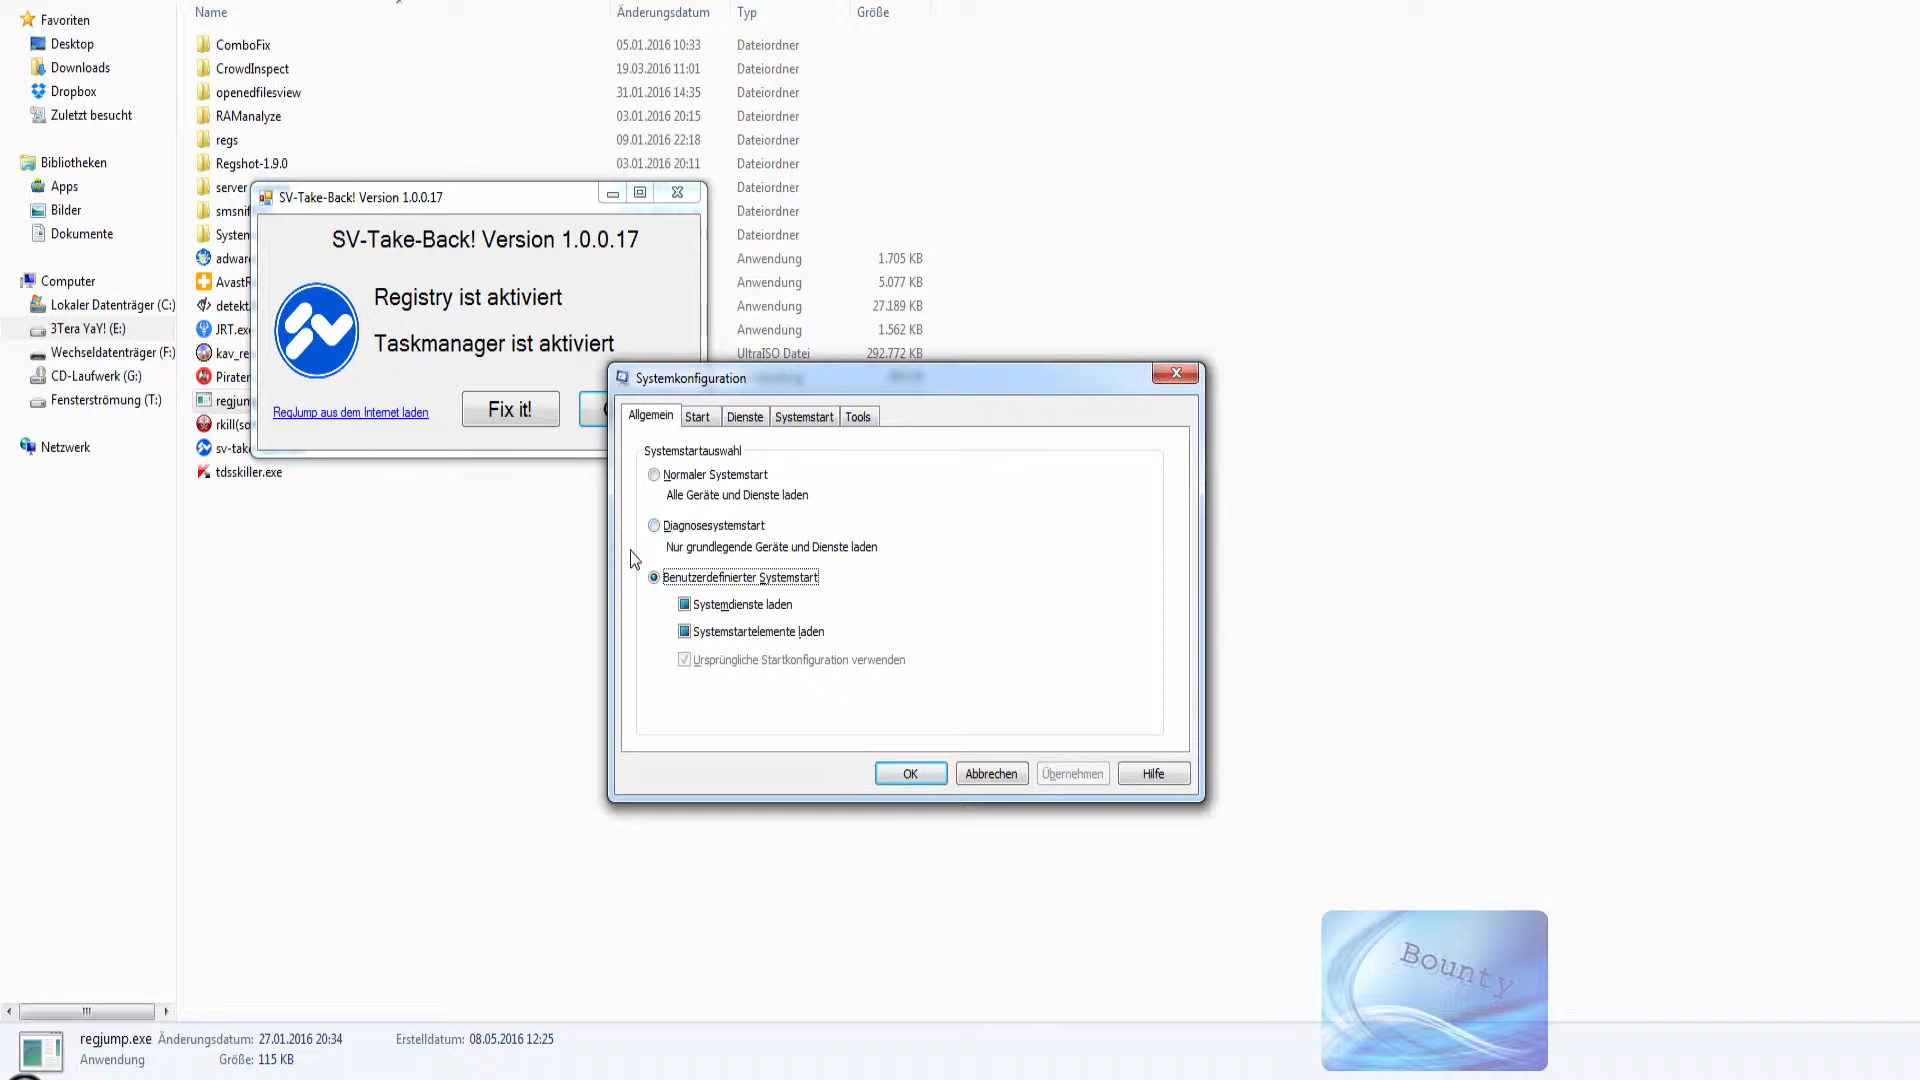 Favoriten
Desktop
Downloads
Dropbox
Zuletzt besucht
Bibliotheken
Apps
Bilder
Dokumente
Computer
Lokaler Datenträger (C:)
3Tera YaY! (E:)
Wechseldatenträger (F:)
CD-Laufwerk (G:)
Fensterströmung (T:)
Netzwerk
Name Änderungsdatum Typ Größe
ComboFix 05.01.2016 10:33 Dateiordner
CrowdInspect 19.03.2016 11:01 Dateiordner
openedfilesview 31.01.2016 14:35 Dateiordner
RAManalyze 03.01.2016 20:15 Dateiordner
regs 09.01.2016 22:18 Dateiordner
Regshot-1.9.0 03.01.2016 20:11 Dateiordner
server Dateiordner
smsnif Dateiordner
System Dateiordner
adware Anwendung 1.705 KB
AvastR Anwendung 5.077 KB
detekt. Anwendung 27.189 KB
JRT.exe Anwendung 1.562 KB
kav_re UltraISO Datei 292.772 KB
Piraten
regjum
rkill(so
sv-take
tdsskiller.exe
SV-Take-Back! Version 1.0.0.17
SV-Take-Back! Version 1.0.0.17
Registry ist aktiviert
Taskmanager ist aktiviert
RegJump aus dem Internet laden
Fix it!
Systemkonfiguration
Allgemein Start Dienste Systemstart Tools
Systemstartauswahl
Normaler Systemstart
Alle Geräte und Dienste laden
Diagnosesystemstart
Nur grundlegende Geräte und Dienste laden
Benutzerdefinierter Systemstart
Systemdienste laden
Systemstartelemente laden
Ursprüngliche Startkonfiguration verwenden
OK Abbrechen Übernehmen Hilfe
Bounty
regjump.exe Änderungsdatum: 27.01.2016 20:34 Erstelldatum: 08.05.2016 12:25
Anwendung Größe: 115 KB